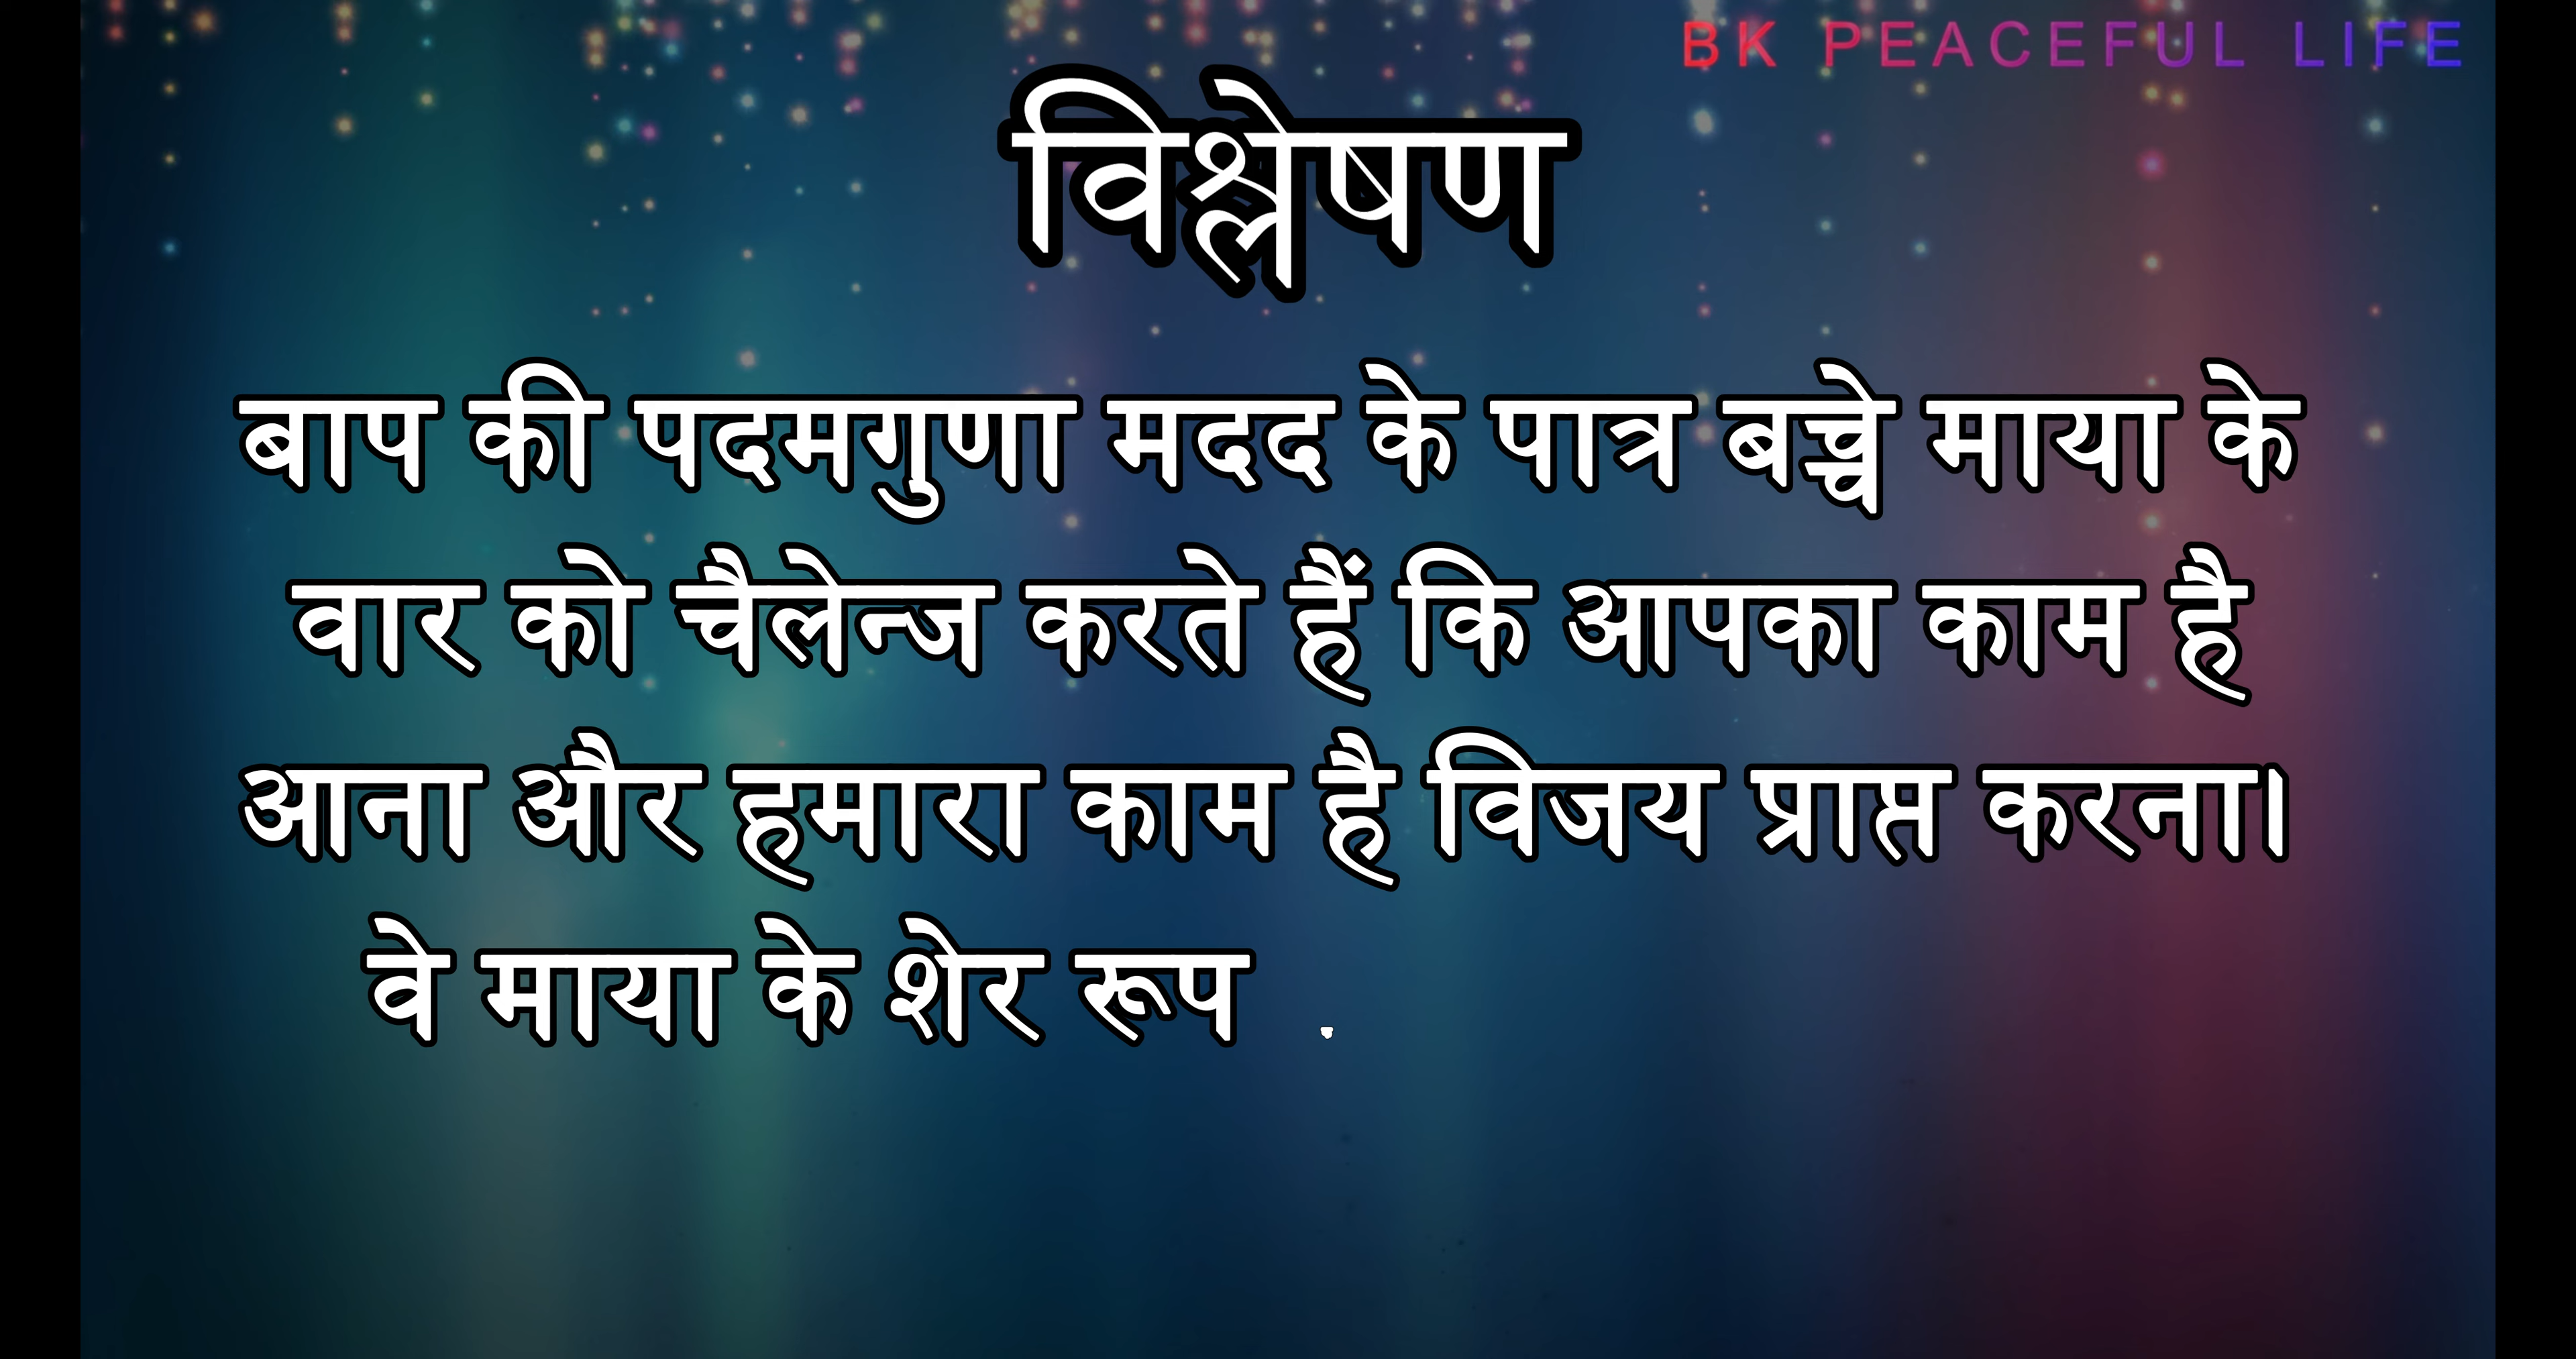 BK PEACEFUL LIFE
विश्लेषण
बाप की पदमगुणा मदद के पात्र बच्चे माया के
वार को चैलेन्ज करते हैं कि आपका काम है
आना और हमारा काम है विजय प्राप्त करना।
वे माया के शेर रूप